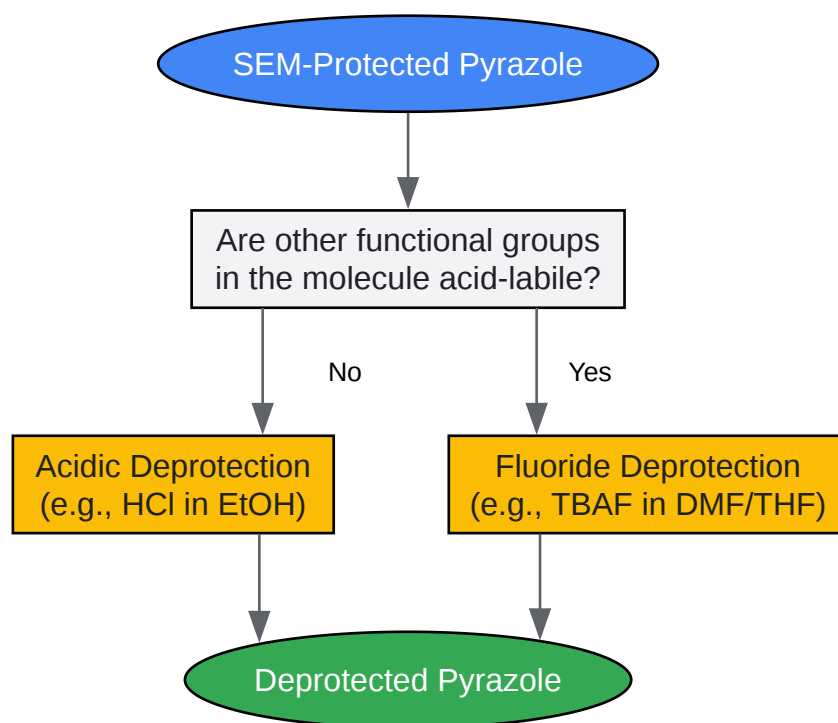 SEM-Protected Pyrazole
Are other functional groups
in the molecule acid-labile?
No
Yes
Acidic Deprotection
(e.g., HCl in EtOH)
Fluoride Deprotection
(e.g., TBAF in DMF/THF)
Deprotected Pyrazole